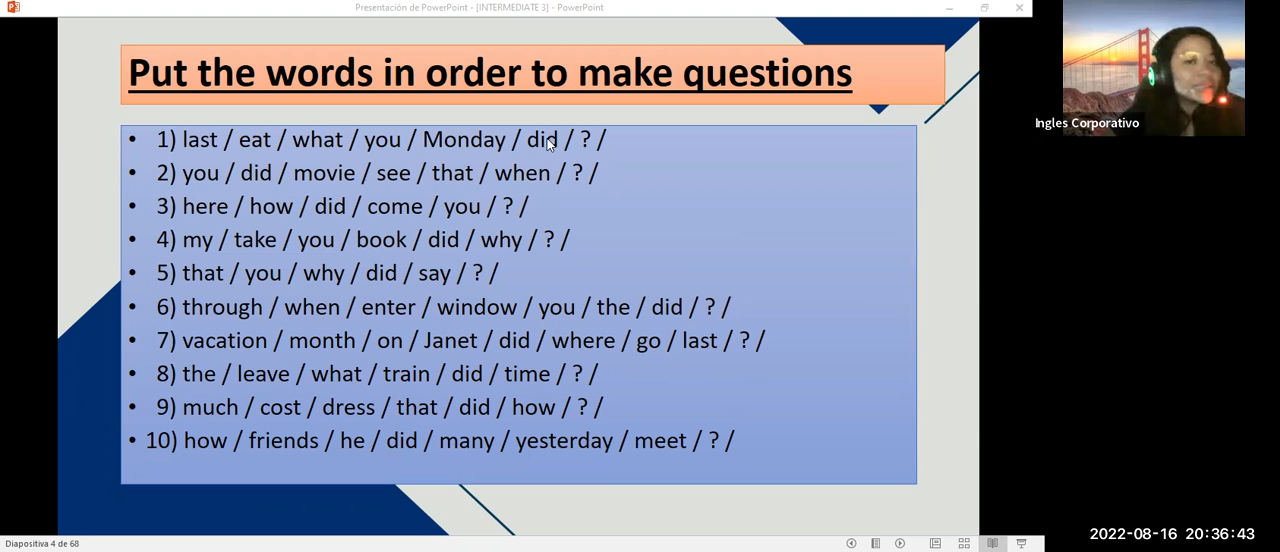 Presentación de PowerPoint - [INTERMEDIATE 3] - PowerPoint
Put the words in order to make questions
• 1) last / eat / what / you / Monday / did / ? /
• 2) you / did / movie / see / that / when / ? /
• 3) here / how / did / come / you / ? /
• 4) my / take / you / book / did / why / ? /
• 5) that / you / why / did / say / ? /
• 6) through / when / enter / window / you / the / did / ? /
• 7) vacation / month / on / Janet / did / where / go / last / ? /
• 8) the / leave / what / train / did / time / ? /
• 9) much / cost / dress / that / did / how / ? /
• 10) how / friends / he / did / many / yesterday / meet / ? /
Ingles Corporativo
Diapositiva 4 de 68
2022-08-16 20:36:43